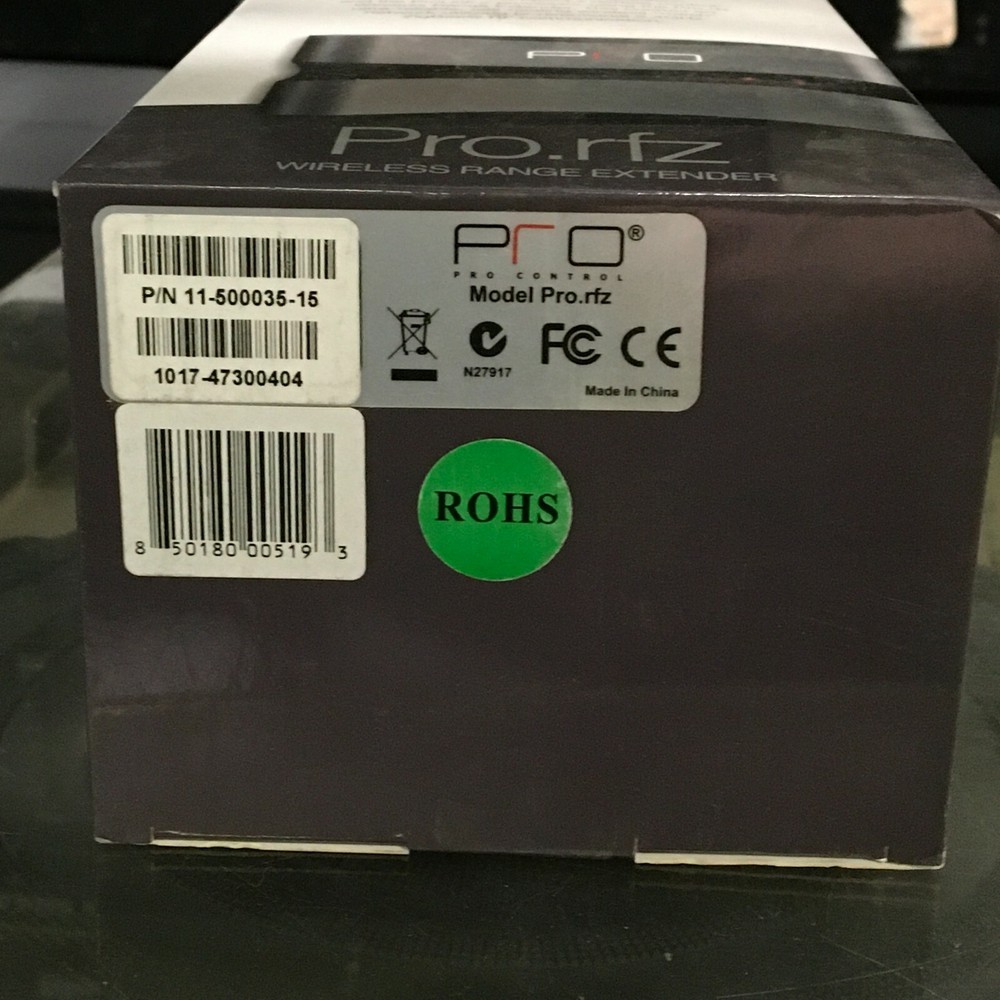 PrO
Pro.rfz
WIRELESS RANGE EXTENDER
P/N 11-500035-15
1017-47300404
PrO®
PRO CONTROL
Model Pro.rfz
N27917
FC CE
Made In China
8 50180 00519 3
ROHS